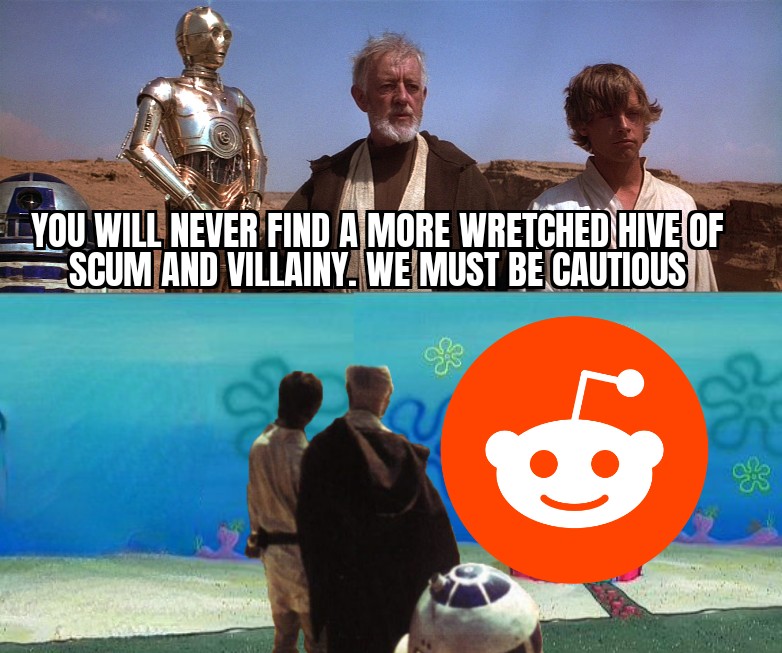 YOU WILL NEVER FIND A MORE WRETCHED HIVE OF
SCUM AND VILLAINY. WE MUST BE CAUTIOUS